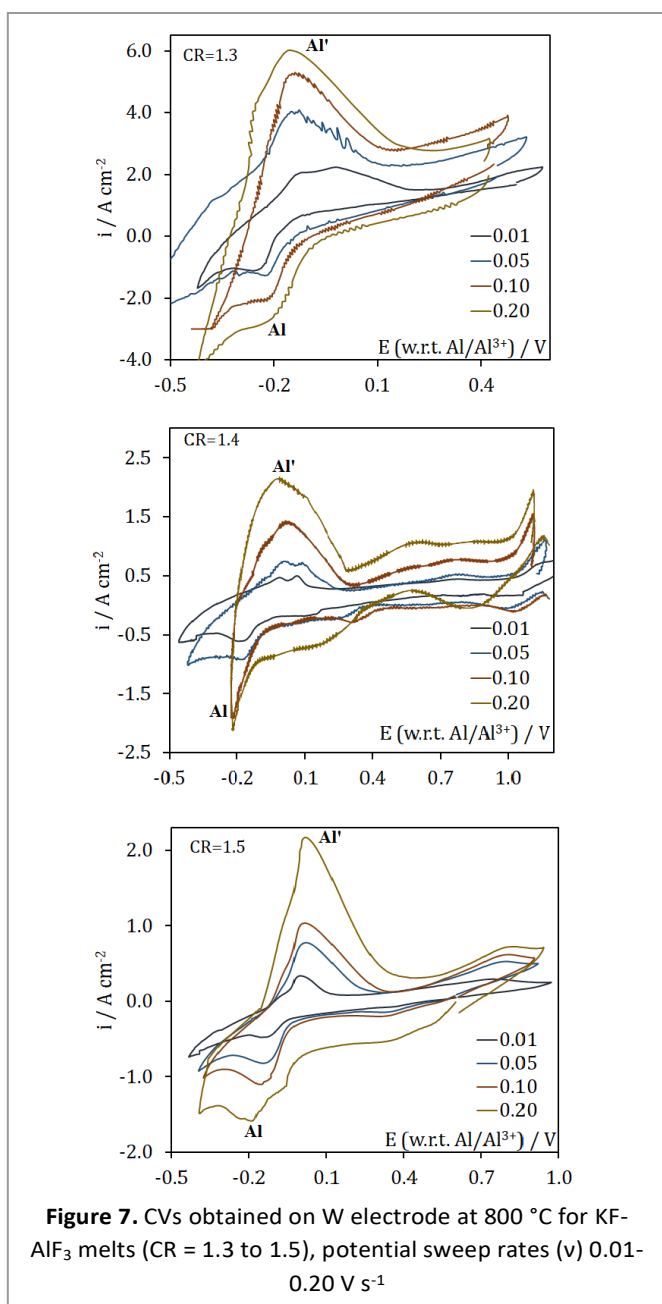 CR=1.3
Al'
6.0
4.0
2.0
0.0
-2.0
-4.0
i / A cm⁻²
0.01
0.05
0.10
0.20
Al
E (w.r.t. Al/Al³⁺) / V
-0.5
-0.2
0.1
0.4
CR=1.4
Al'
2.5
1.5
0.5
-0.5
-1.5
-2.5
i / A cm⁻²
0.01
0.05
0.10
0.20
Al
E (w.r.t. Al/Al³⁺) / V
-0.5
-0.2
0.1
0.4
0.7
1.0
CR=1.5
Al'
2.0
1.0
0.0
-1.0
-2.0
i / A cm⁻²
0.01
0.05
0.10
0.20
Al
E (w.r.t. Al/Al³⁺) / V
-0.5
-0.2
0.1
0.4
0.7
1.0
Figure 7. CVs obtained on W electrode at 800 °C for KF-
AlF₃ melts (CR = 1.3 to 1.5), potential sweep rates (ν) 0.01-
0.20 V s⁻¹